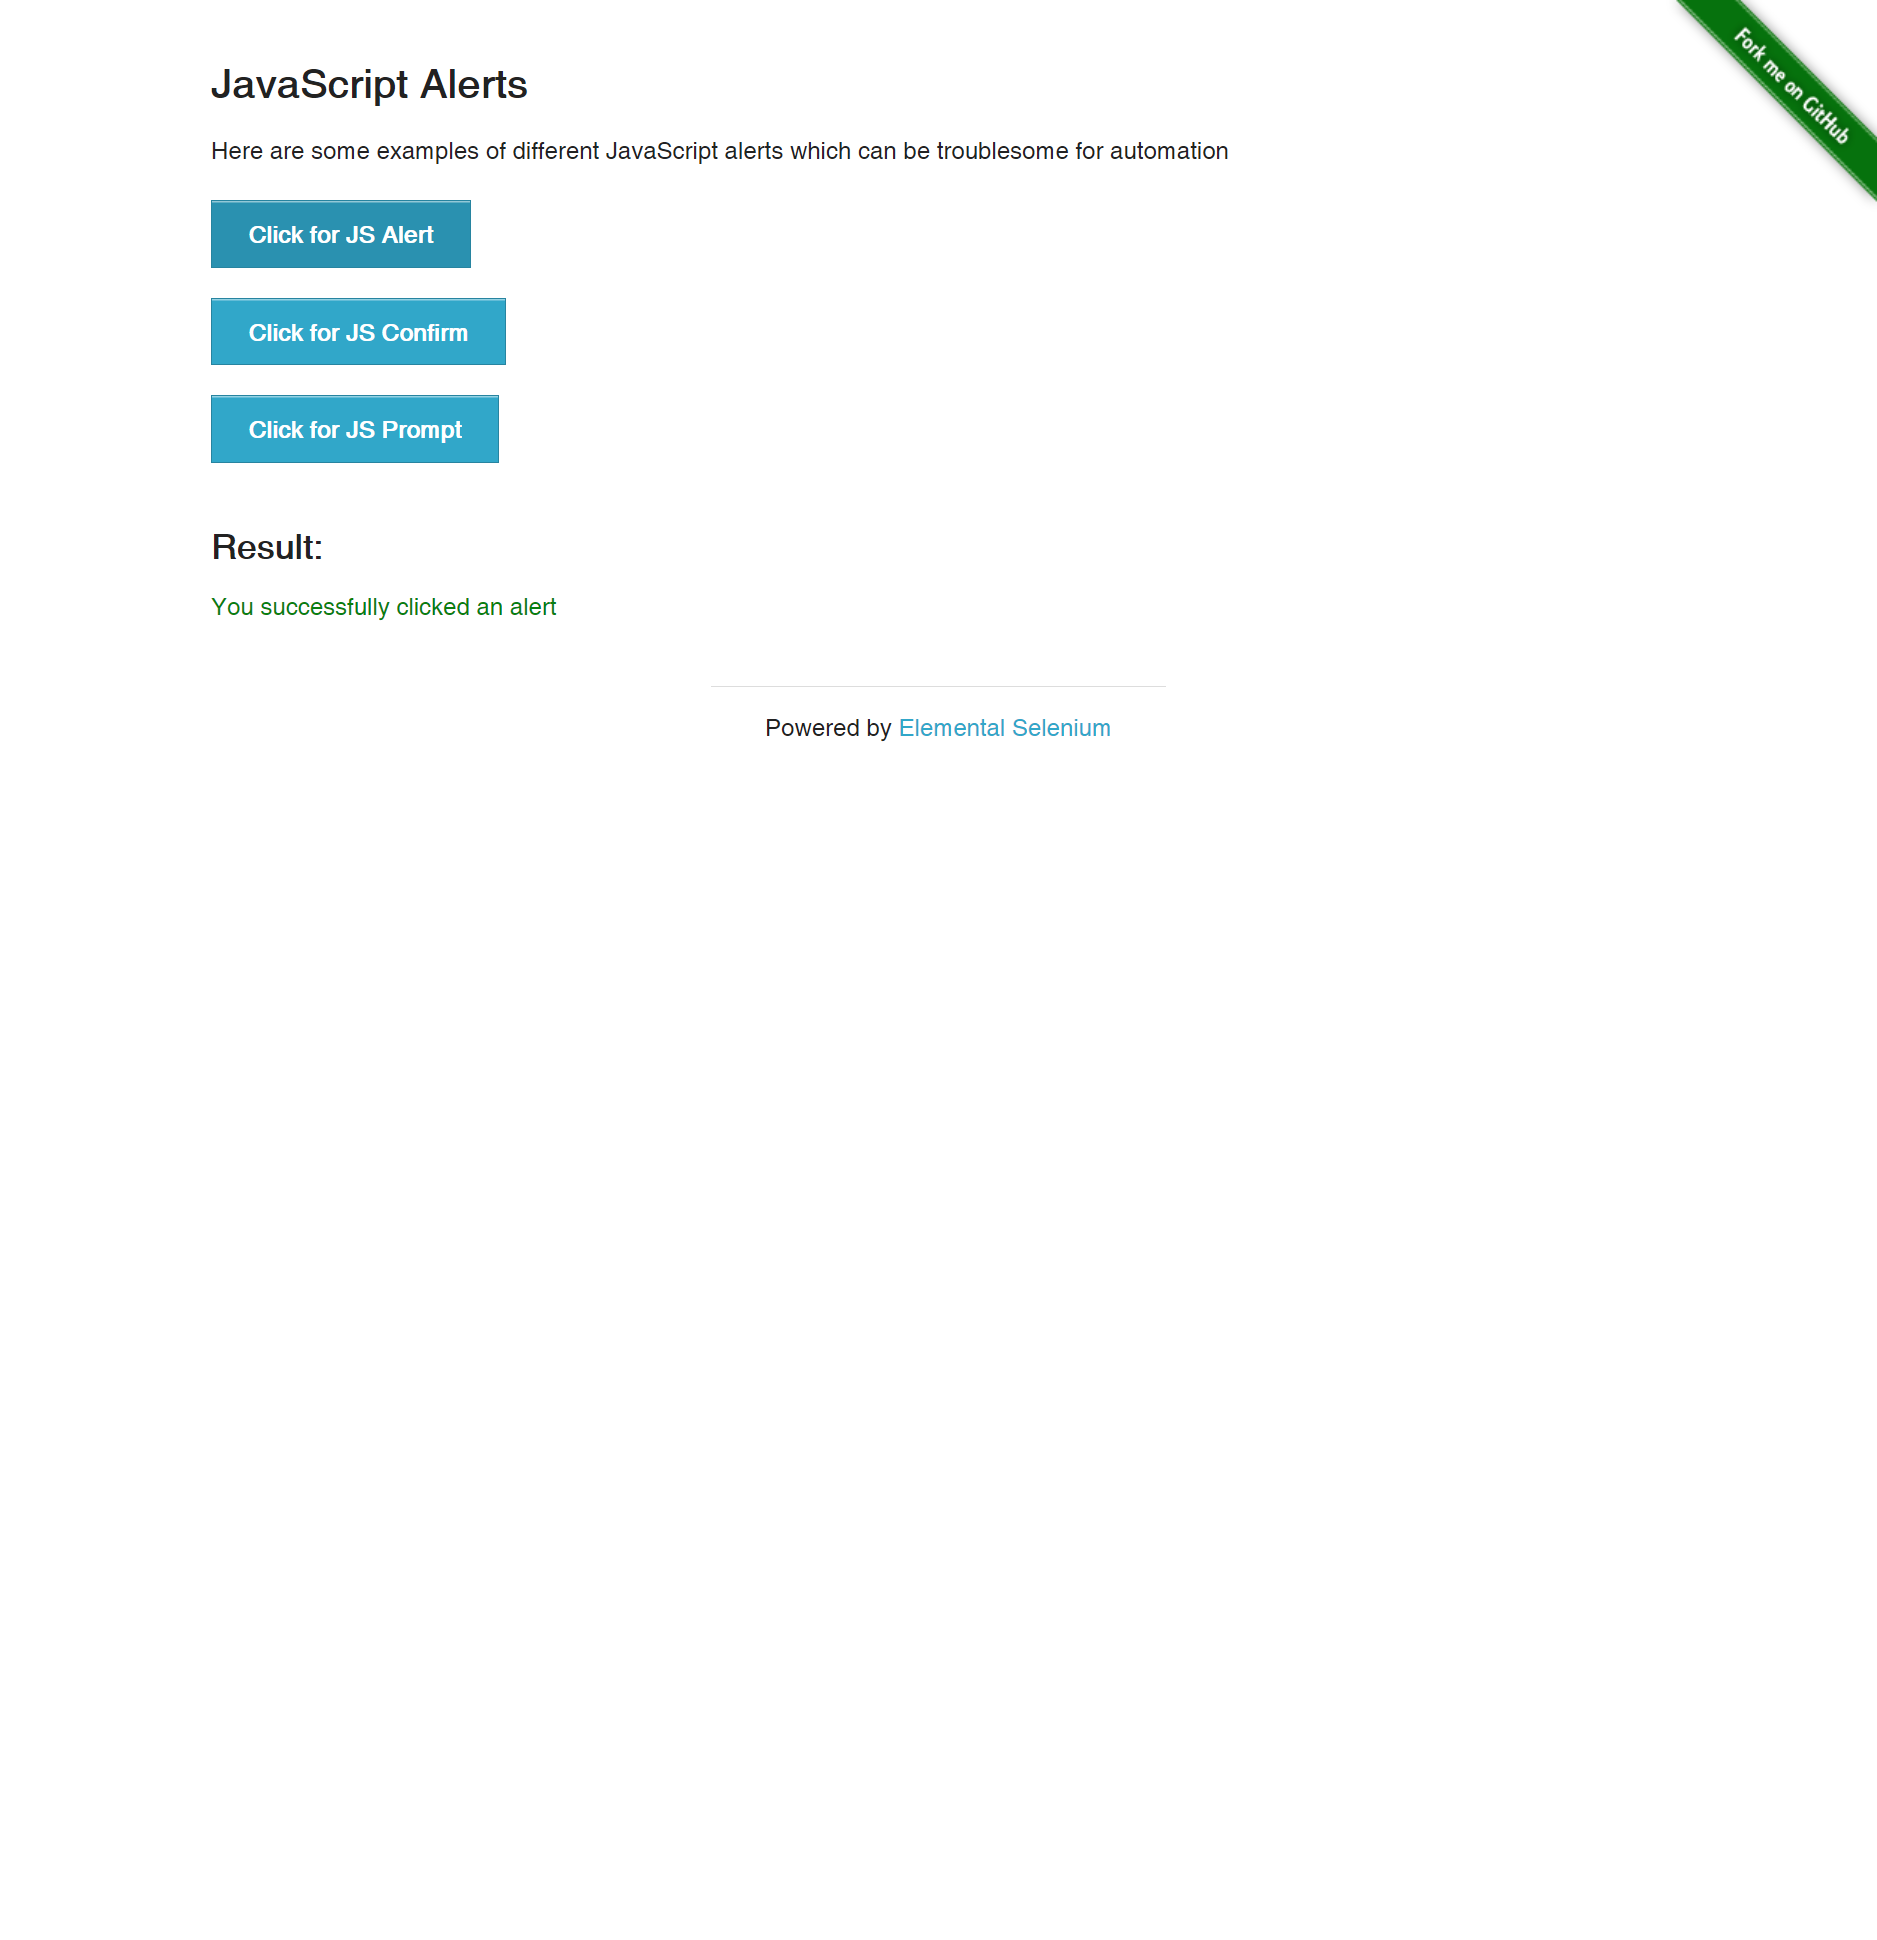 Fork me on GitHub
JavaScript Alerts
Here are some examples of different JavaScript alerts which can be troublesome for automation
Click for JS Alert
Click for JS Confirm
Click for JS Prompt
Result:
You successfully clicked an alert
Powered by Elemental Selenium